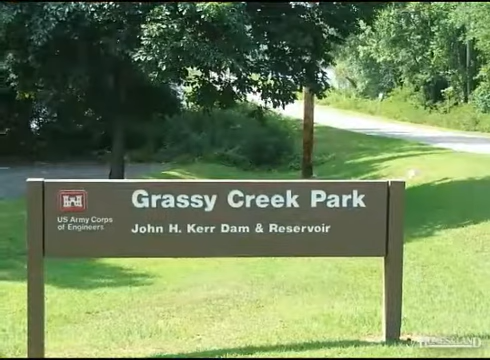 Grassy Creek Park
US Army Corps
of Engineers
John H. Kerr Dam & Reservoir